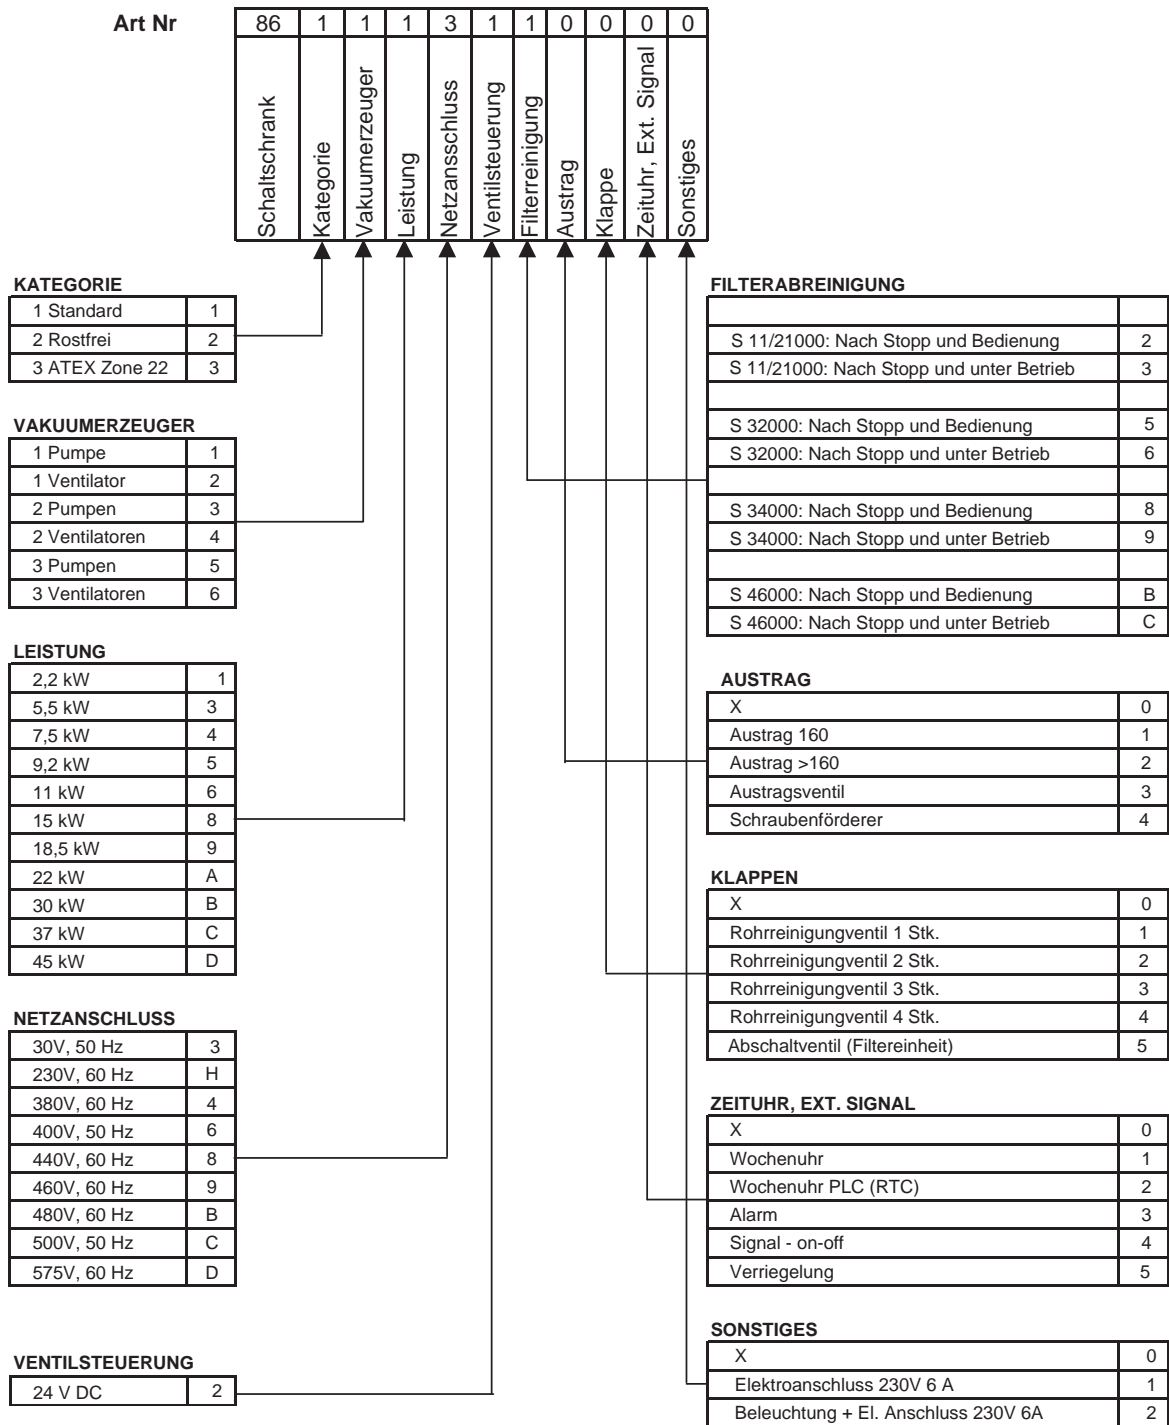 Art Nr 86 1 1 1 3 1 1 0 0 0 0
Schaltschrank
Kategorie
Vakuumerzeuger
Leistung
Netzansschluss
Ventilsteuerung
Filterreinigung
Austrag
Klappe
Zeituhr, Ext. Signal
Sonstiges
KATEGORIE
1 Standard 1
2 Rostfrei 2
3 ATEX Zone 22 3
VAKUUMERZEUGER
1 Pumpe 1
1 Ventilator 2
2 Pumpen 3
2 Ventilatoren 4
3 Pumpen 5
3 Ventilatoren 6
LEISTUNG
2,2 kW 1
5,5 kW 3
7,5 kW 4
9,2 kW 5
11 kW 6
15 kW 8
18,5 kW 9
22 kW A
30 kW B
37 kW C
45 kW D
NETZANSCHLUSS
30V, 50 Hz 3
230V, 60 Hz H
380V, 60 Hz 4
400V, 50 Hz 6
440V, 60 Hz 8
460V, 60 Hz 9
480V, 60 Hz B
500V, 50 Hz C
575V, 60 Hz D
VENTILSTEUERUNG
24 V DC 2
FILTERABREINIGUNG
S 11/21000: Nach Stopp und Bedienung 2
S 11/21000: Nach Stopp und unter Betrieb 3
S 32000: Nach Stopp und Bedienung 5
S 32000: Nach Stopp und unter Betrieb 6
S 34000: Nach Stopp und Bedienung 8
S 34000: Nach Stopp und unter Betrieb 9
S 46000: Nach Stopp und Bedienung B
S 46000: Nach Stopp und unter Betrieb C
AUSTRAG
X 0
Austrag 160 1
Austrag >160 2
Austragsventil 3
Schraubenförderer 4
KLAPPEN
X 0
Rohrreinigungventil 1 Stk. 1
Rohrreinigungventil 2 Stk. 2
Rohrreinigungventil 3 Stk. 3
Rohrreinigungventil 4 Stk. 4
Abschaltventil (Filtereinheit) 5
ZEITUHR, EXT. SIGNAL
X 0
Wochenuhr 1
Wochenuhr PLC (RTC) 2
Alarm 3
Signal - on-off 4
Verriegelung 5
SONSTIGES
X 0
Elektroanschluss 230V 6 A 1
Beleuchtung + El. Anschluss 230V 6A 2